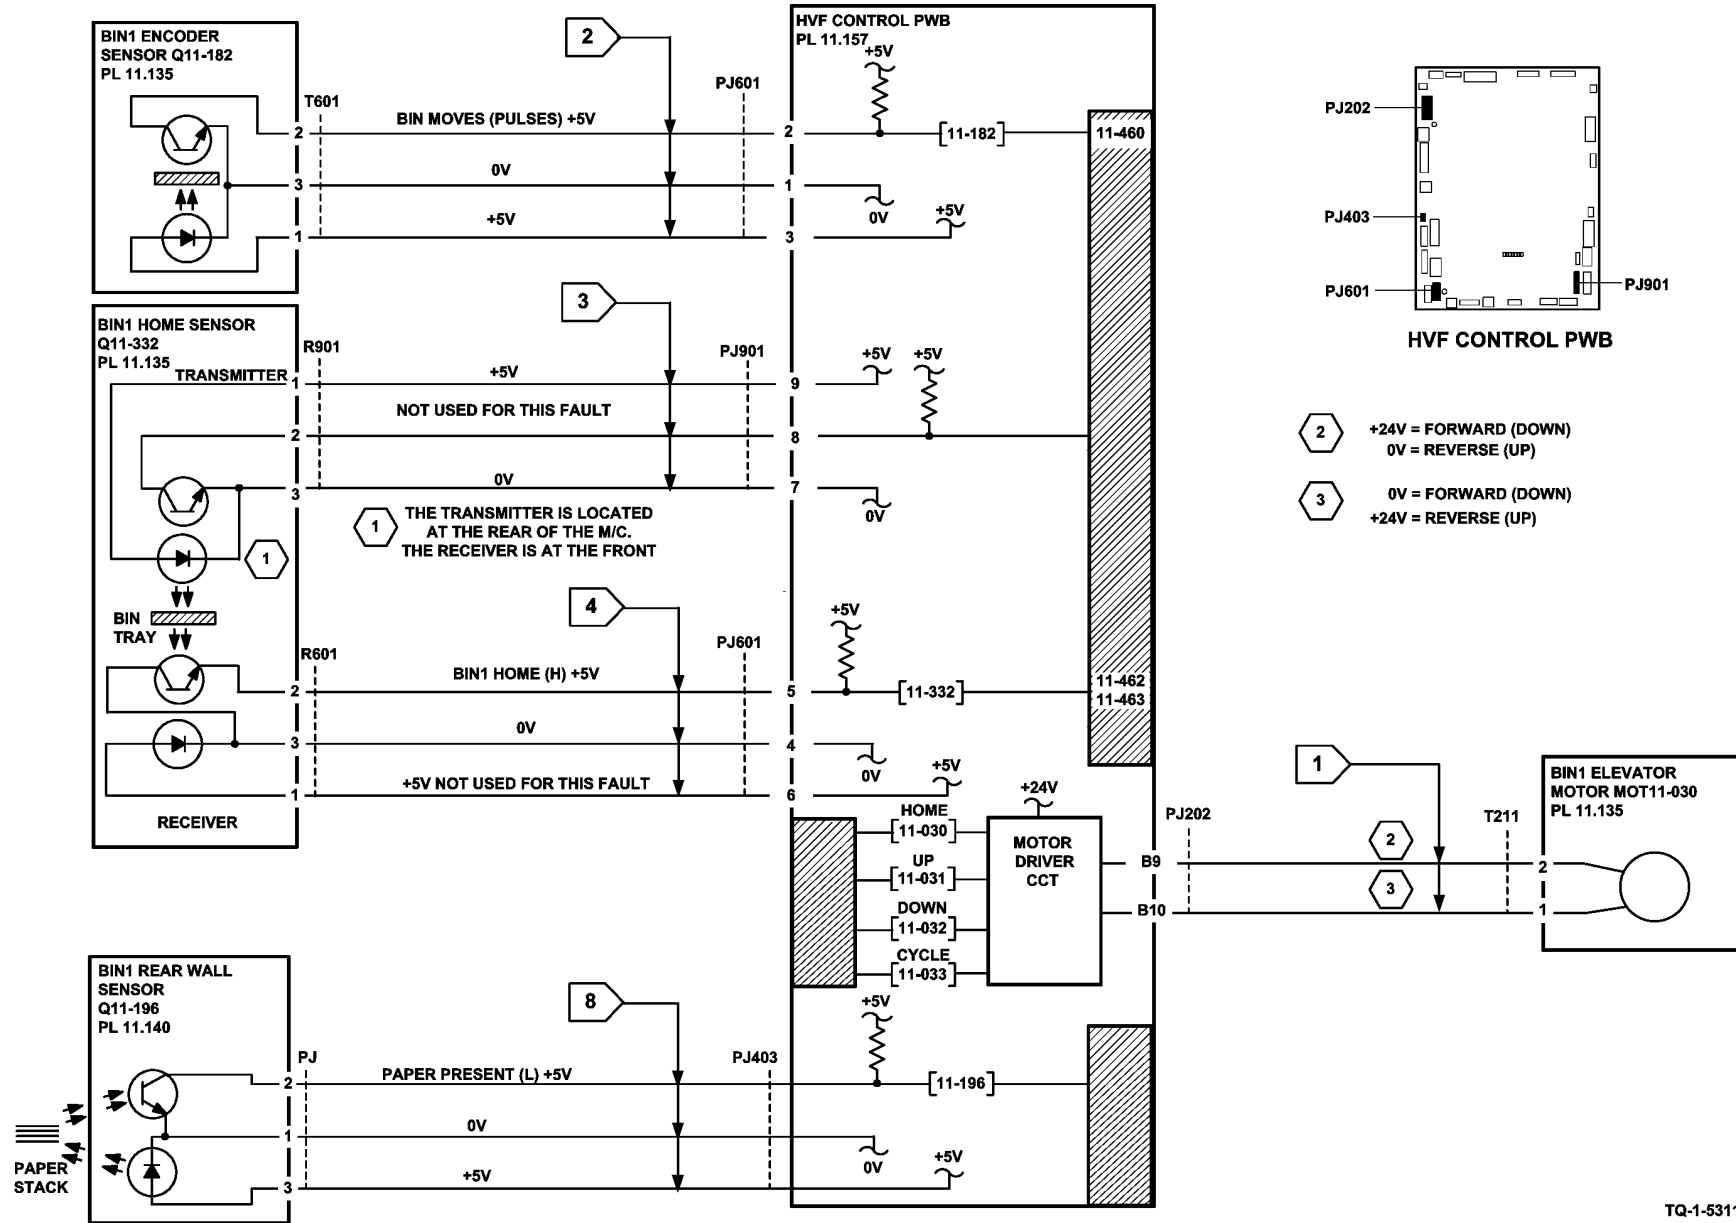 BIN1 ENCODER
SENSOR Q11-182
PL 11.135
T601
2
3
1
BIN MOVES (PULSES) +5V
0V
+5V
2
PJ601
2
1
3
HVF CONTROL PWB
PL 11.157
+5V
[11-182]
11-460
0V
+5V
BIN1 HOME SENSOR
Q11-332
PL 11.135
TRANSMITTER
R901
1
2
3
+5V
NOT USED FOR THIS FAULT
0V
3
PJ901
9
8
7
+5V
+5V
0V
1
THE TRANSMITTER IS LOCATED
AT THE REAR OF THE M/C.
THE RECEIVER IS AT THE FRONT
1
BIN
TRAY
R601
2
3
1
BIN1 HOME (H) +5V
0V
+5V NOT USED FOR THIS FAULT
4
PJ601
5
4
6
+5V
[11-332]
11-462
11-463
0V
+5V
RECEIVER
HOME
[11-030]
UP
[11-031]
DOWN
[11-032]
CYCLE
[11-033]
+24V
MOTOR
DRIVER
CCT
B9
B10
PJ202
1
2
3
T211
2
1
BIN1 ELEVATOR
MOTOR MOT11-030
PL 11.135
BIN1 REAR WALL
SENSOR
Q11-196
PL 11.140
PAPER
STACK
PJ
2
1
3
PAPER PRESENT (L) +5V
0V
+5V
8
PJ403
+5V
[11-196]
0V
+5V
PJ202
PJ403
PJ601
PJ901
HVF CONTROL PWB
2
+24V = FORWARD (DOWN)
0V = REVERSE (UP)
3
0V = FORWARD (DOWN)
+24V = REVERSE (UP)